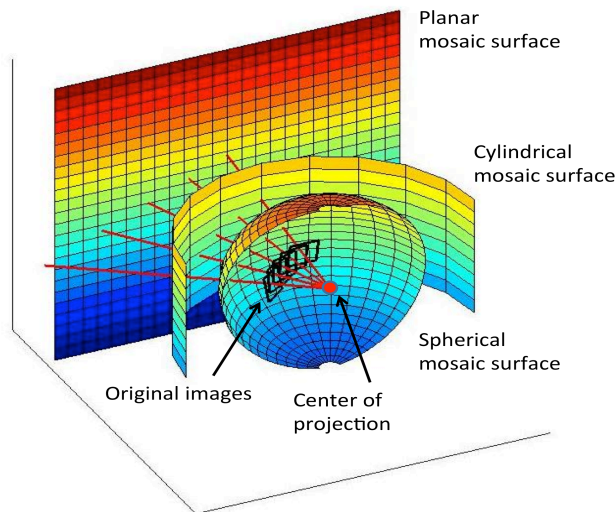 Planar
mosaic surface
Cylindrical
mosaic surface
Spherical
mosaic surface
Original images
Center of
projection